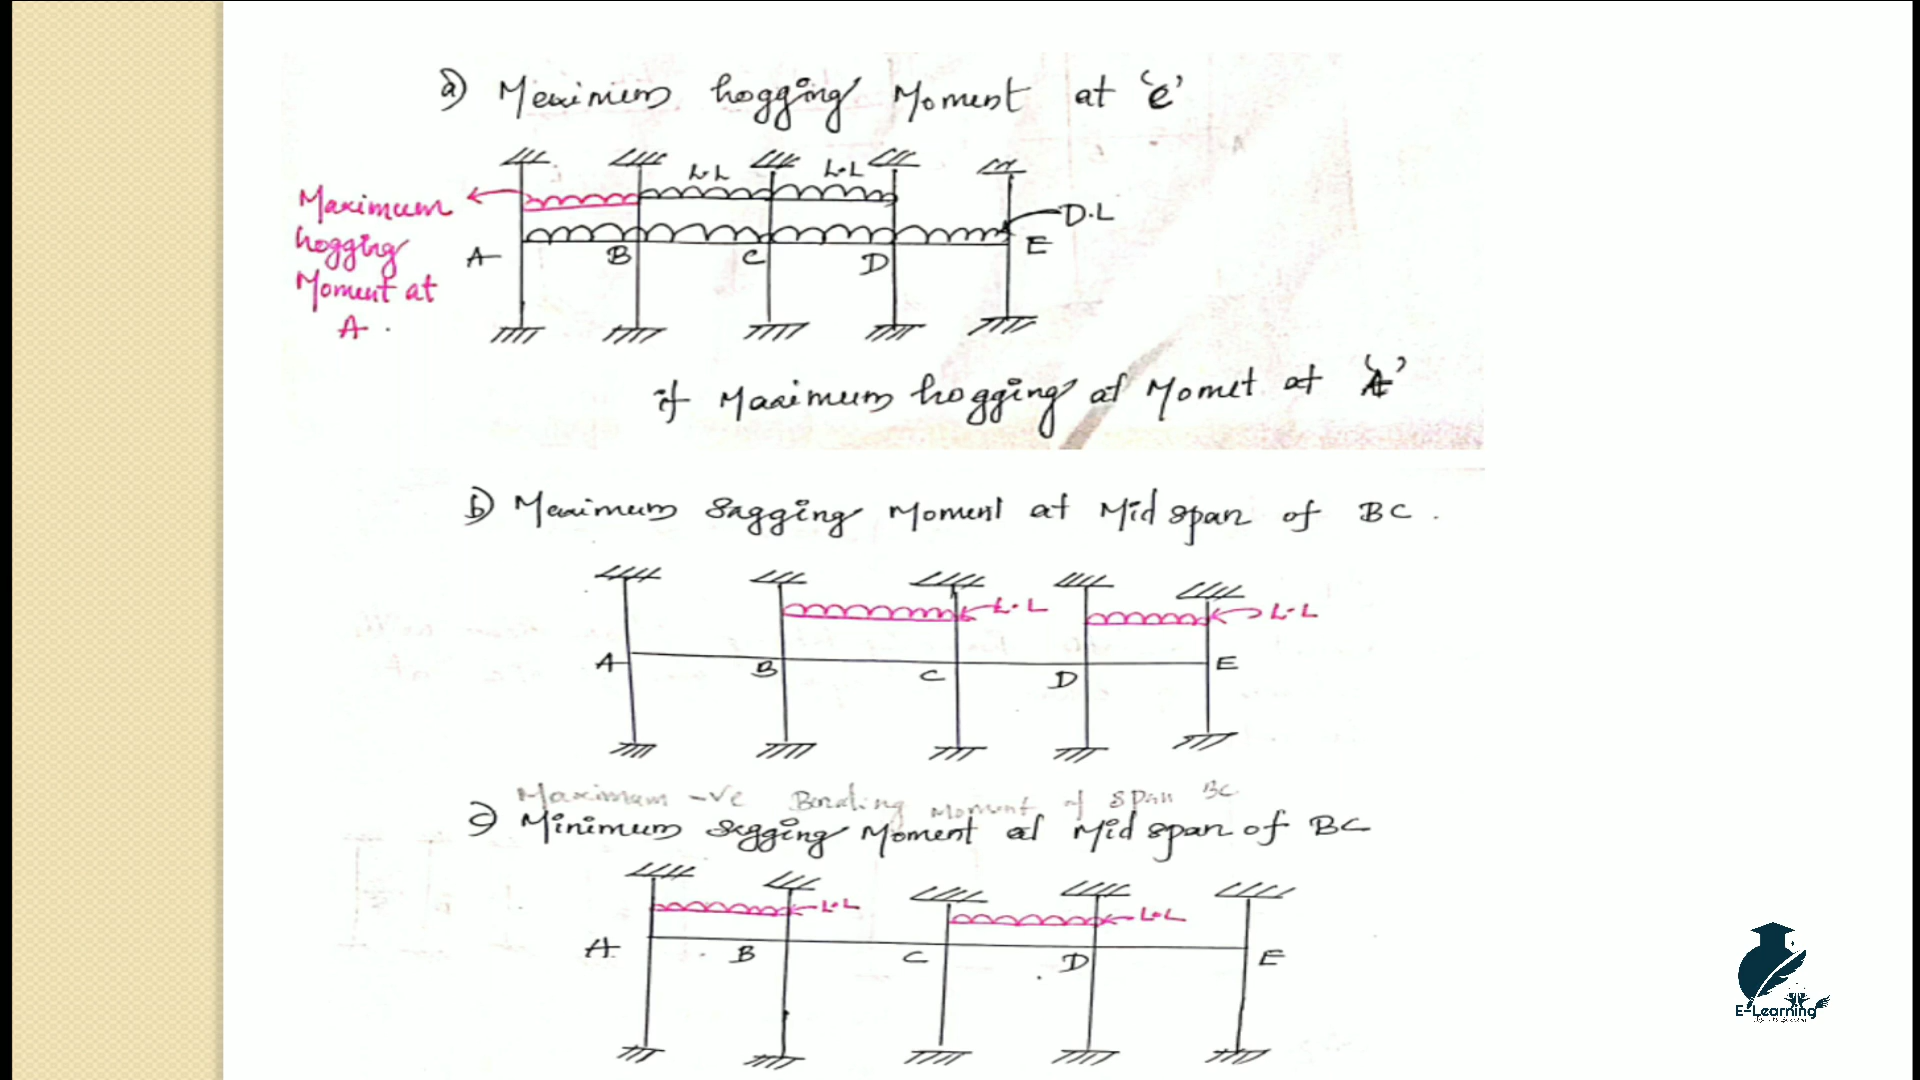 a) Maximum hogging Moment at 'C'
L.L L.L
Maximum
hogging
Moment at
A.
D.L
A B C D E
if Maximum hogging at Momet at 'A'
b) Maximum Sagging Moment at Mid span of BC.
L.L L.L
A B C D E
Maximum -ve Bending Moment of span BC
c) Minimum Sagging Moment at Mid span of BC
L.L L.L
A B C D E
E-Learning